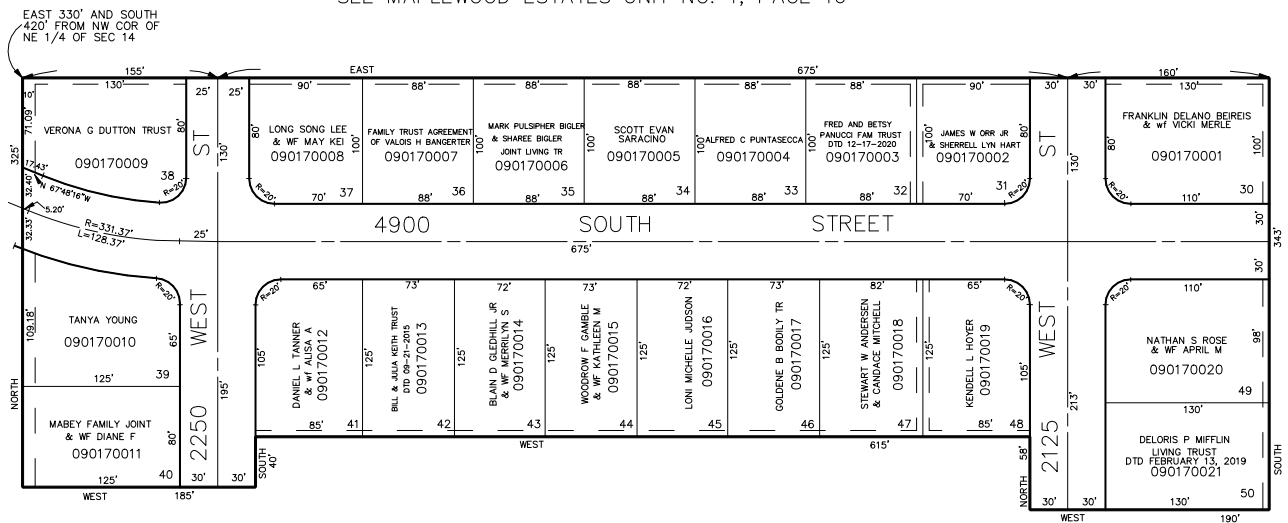 SEE MAPLEWOOD ESTATES UNIT NO. 1, PAGE 16
EAST 330' AND SOUTH
420' FROM NW COR OF
NE 1/4 OF SEC 14
155'
EAST
675'
160'
130'
25'
25'
90'
88'
88'
88'
88'
88'
90'
30'
30'
130'
10'
71.09'
325'
VERONA G DUTTON TRUST
090170009
80'
38
17.43'
N 67°48'16"W
32.40'
5.20'
32.33'
R=20'
ST
130'
80'
LONG SONG LEE
& WF MAY KEI
090170008
100'
R=20'
70'
37
FAMILY TRUST AGREEMENT
OF VALOIS H BANGERTER
090170007
100'
88'
36
MARK PULSIPHER BIGLER
& SHAREE BIGLER
JOINT LIVING TR
090170006
100'
88'
35
SCOTT EVAN
SARACINO
090170005
100'
88'
34
ALFRED C PUNTASECCA
090170004
100'
88'
33
FRED AND BETSY
PANUCCI FAM TRUST
DTD 12-17-2020
090170003
88'
32
100'
JAMES W ORR JR
& SHERRELL LYN HART
090170002
80'
70'
31
R=20'
ST
130'
80'
FRANKLIN DELANO BEIREIS
& wf VICKI MERLE
090170001
R=20'
110'
30
30'
343'
30'
R=331.37'
L=128.37'
25'
4900 SOUTH STREET
675'
109.18'
TANYA YOUNG
090170010
R=20'
65'
125'
39
NORTH
MABEY FAMILY JOINT
& WF DIANE F
090170011
80'
125'
40
WEST
185'
2250 WEST
195'
30'
30'
SOUTH
40'
R=20'
65'
105'
DANIEL L TANNER
& wf ALISA A
090170012
85'
41
125'
73'
BILL & JULIA KEITH TRUST
DTD 09-21-2015
090170013
42
125'
72'
BLAIN D GLEDHILL JR
& WF MERRILYN S
090170014
43
125'
73'
WOODROW F GAMBLE
& WF KATHLEEN M
090170015
44
125'
72'
LONI MICHELLE JUDSON
090170016
45
125'
73'
GOLDENE B BODILY TR
090170017
46
125'
82'
STEWART W ANDERSEN
& CANDACE MITCHELL
090170018
47
125'
65'
KENDELL L HOYER
090170019
105'
R=20'
85'
48
WEST
615'
58'
NORTH
2125 WEST
213'
30'
30'
WEST
R=20'
110'
NATHAN S ROSE
& WF APRIL M
090170020
98'
49
130'
DELORIS P MIFFLIN
LIVING TRUST
DTD FEBRUARY 13, 2019
090170021
50
130'
190'
SOUTH